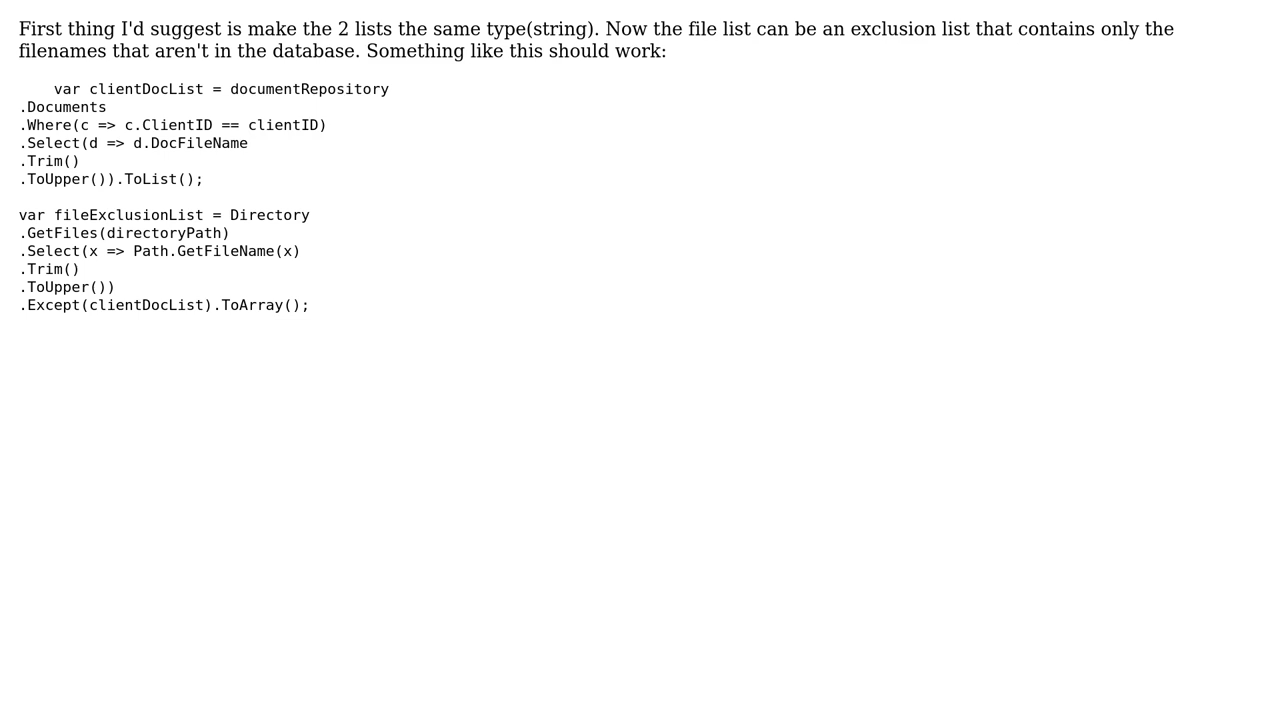 First thing I'd suggest is make the 2 lists the same type(string). Now the file list can be an exclusion list that contains only the
filenames that aren't in the database. Something like this should work:
    var clientDocList = documentRepository
.Documents
.Where(c => c.ClientID == clientID)
.Select(d => d.DocFileName
.Trim()
.ToUpper()).ToList();
var fileExclusionList = Directory
.GetFiles(directoryPath)
.Select(x => Path.GetFileName(x)
.Trim()
.ToUpper())
.Except(clientDocList).ToArray();